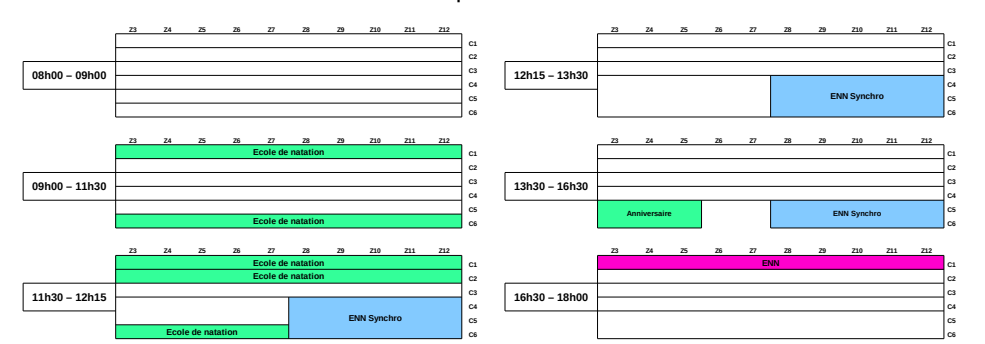 Z3 Z4 Z5 Z6 Z7 Z8 Z9 Z10 Z11 Z12
C1
C2
C3
08h00 – 09h00
C4
C5
C6
Z3 Z4 Z5 Z6 Z7 Z8 Z9 Z10 Z11 Z12
Ecole de natation C1
C2
C3
09h00 – 11h30
C4
C5
Ecole de natation C6
Z3 Z4 Z5 Z6 Z7 Z8 Z9 Z10 Z11 Z12
Ecole de natation C1
Ecole de natation C2
C3
11h30 – 12h15
C4
ENN Synchro C5
Ecole de natation C6
Z3 Z4 Z5 Z6 Z7 Z8 Z9 Z10 Z11 Z12
C1
C2
C3
12h15 – 13h30
C4
ENN Synchro C5
C6
Z3 Z4 Z5 Z6 Z7 Z8 Z9 Z10 Z11 Z12
C1
C2
C3
13h30 – 16h30
C4
Anniversaire ENN Synchro C5
C6
Z3 Z4 Z5 Z6 Z7 Z8 Z9 Z10 Z11 Z12
ENN C1
C2
C3
16h30 – 18h00
C4
C5
C6